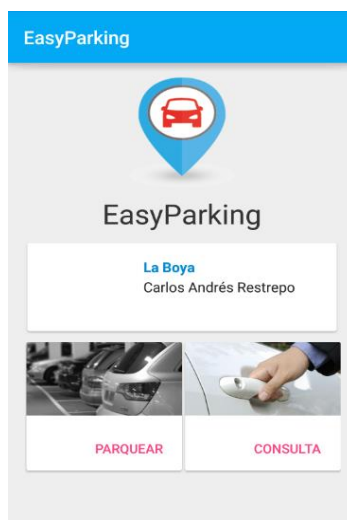 EasyParking
EasyParking
La Boya
Carlos Andrés Restrepo
PARQUEAR
CONSULTA